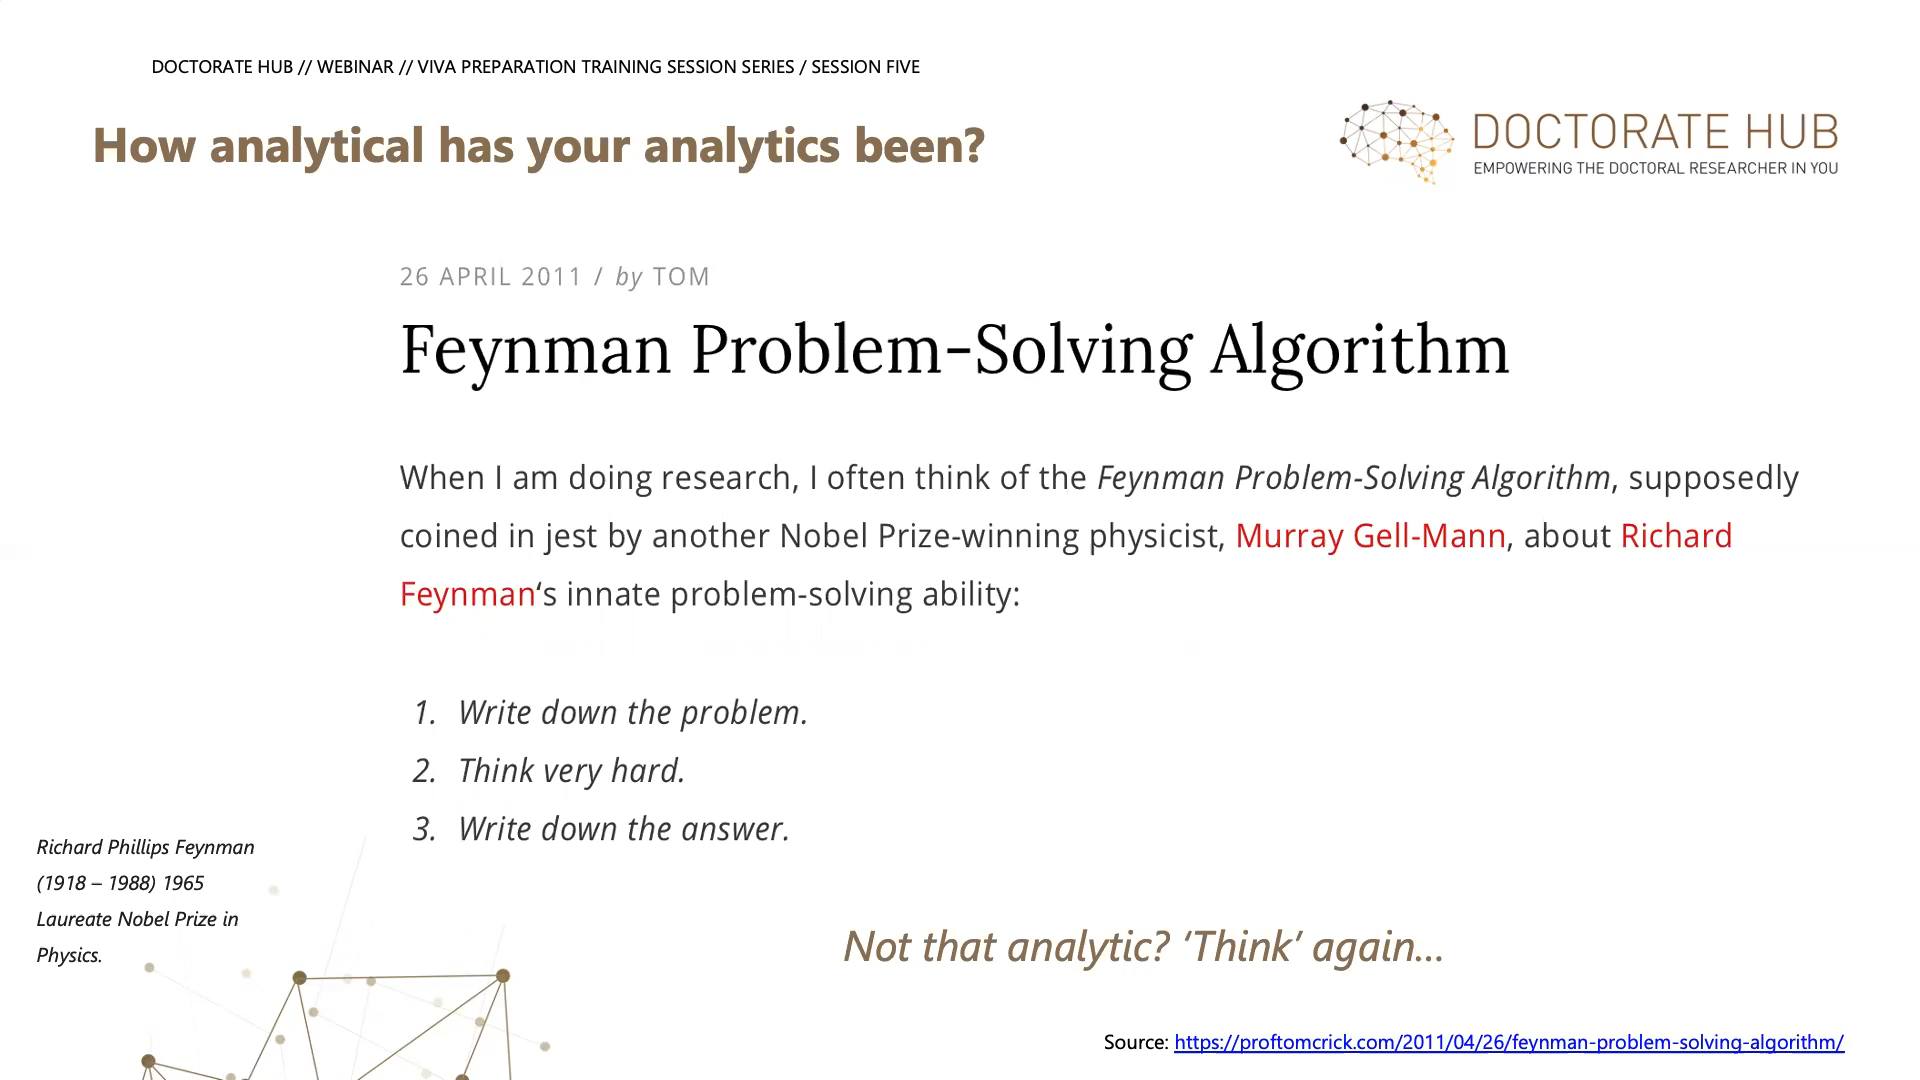 DOCTORATE HUB // WEBINAR // VIVA PREPARATION TRAINING SESSION SERIES / SESSION FIVE
How analytical has your analytics been?
DOCTORATE HUB
EMPOWERING THE DOCTORAL RESEARCHER IN YOU
26 APRIL 2011 / by TOM
Feynman Problem-Solving Algorithm
When I am doing research, I often think of the Feynman Problem-Solving Algorithm, supposedly
coined in jest by another Nobel Prize-winning physicist, Murray Gell-Mann, about Richard
Feynman‘s innate problem-solving ability:
1. Write down the problem.
2. Think very hard.
3. Write down the answer.
Richard Phillips Feynman
(1918 – 1988) 1965
Laureate Nobel Prize in
Physics.
Not that analytic? ‘Think’ again...
Source: https://proftomcrick.com/2011/04/26/feynman-problem-solving-algorithm/